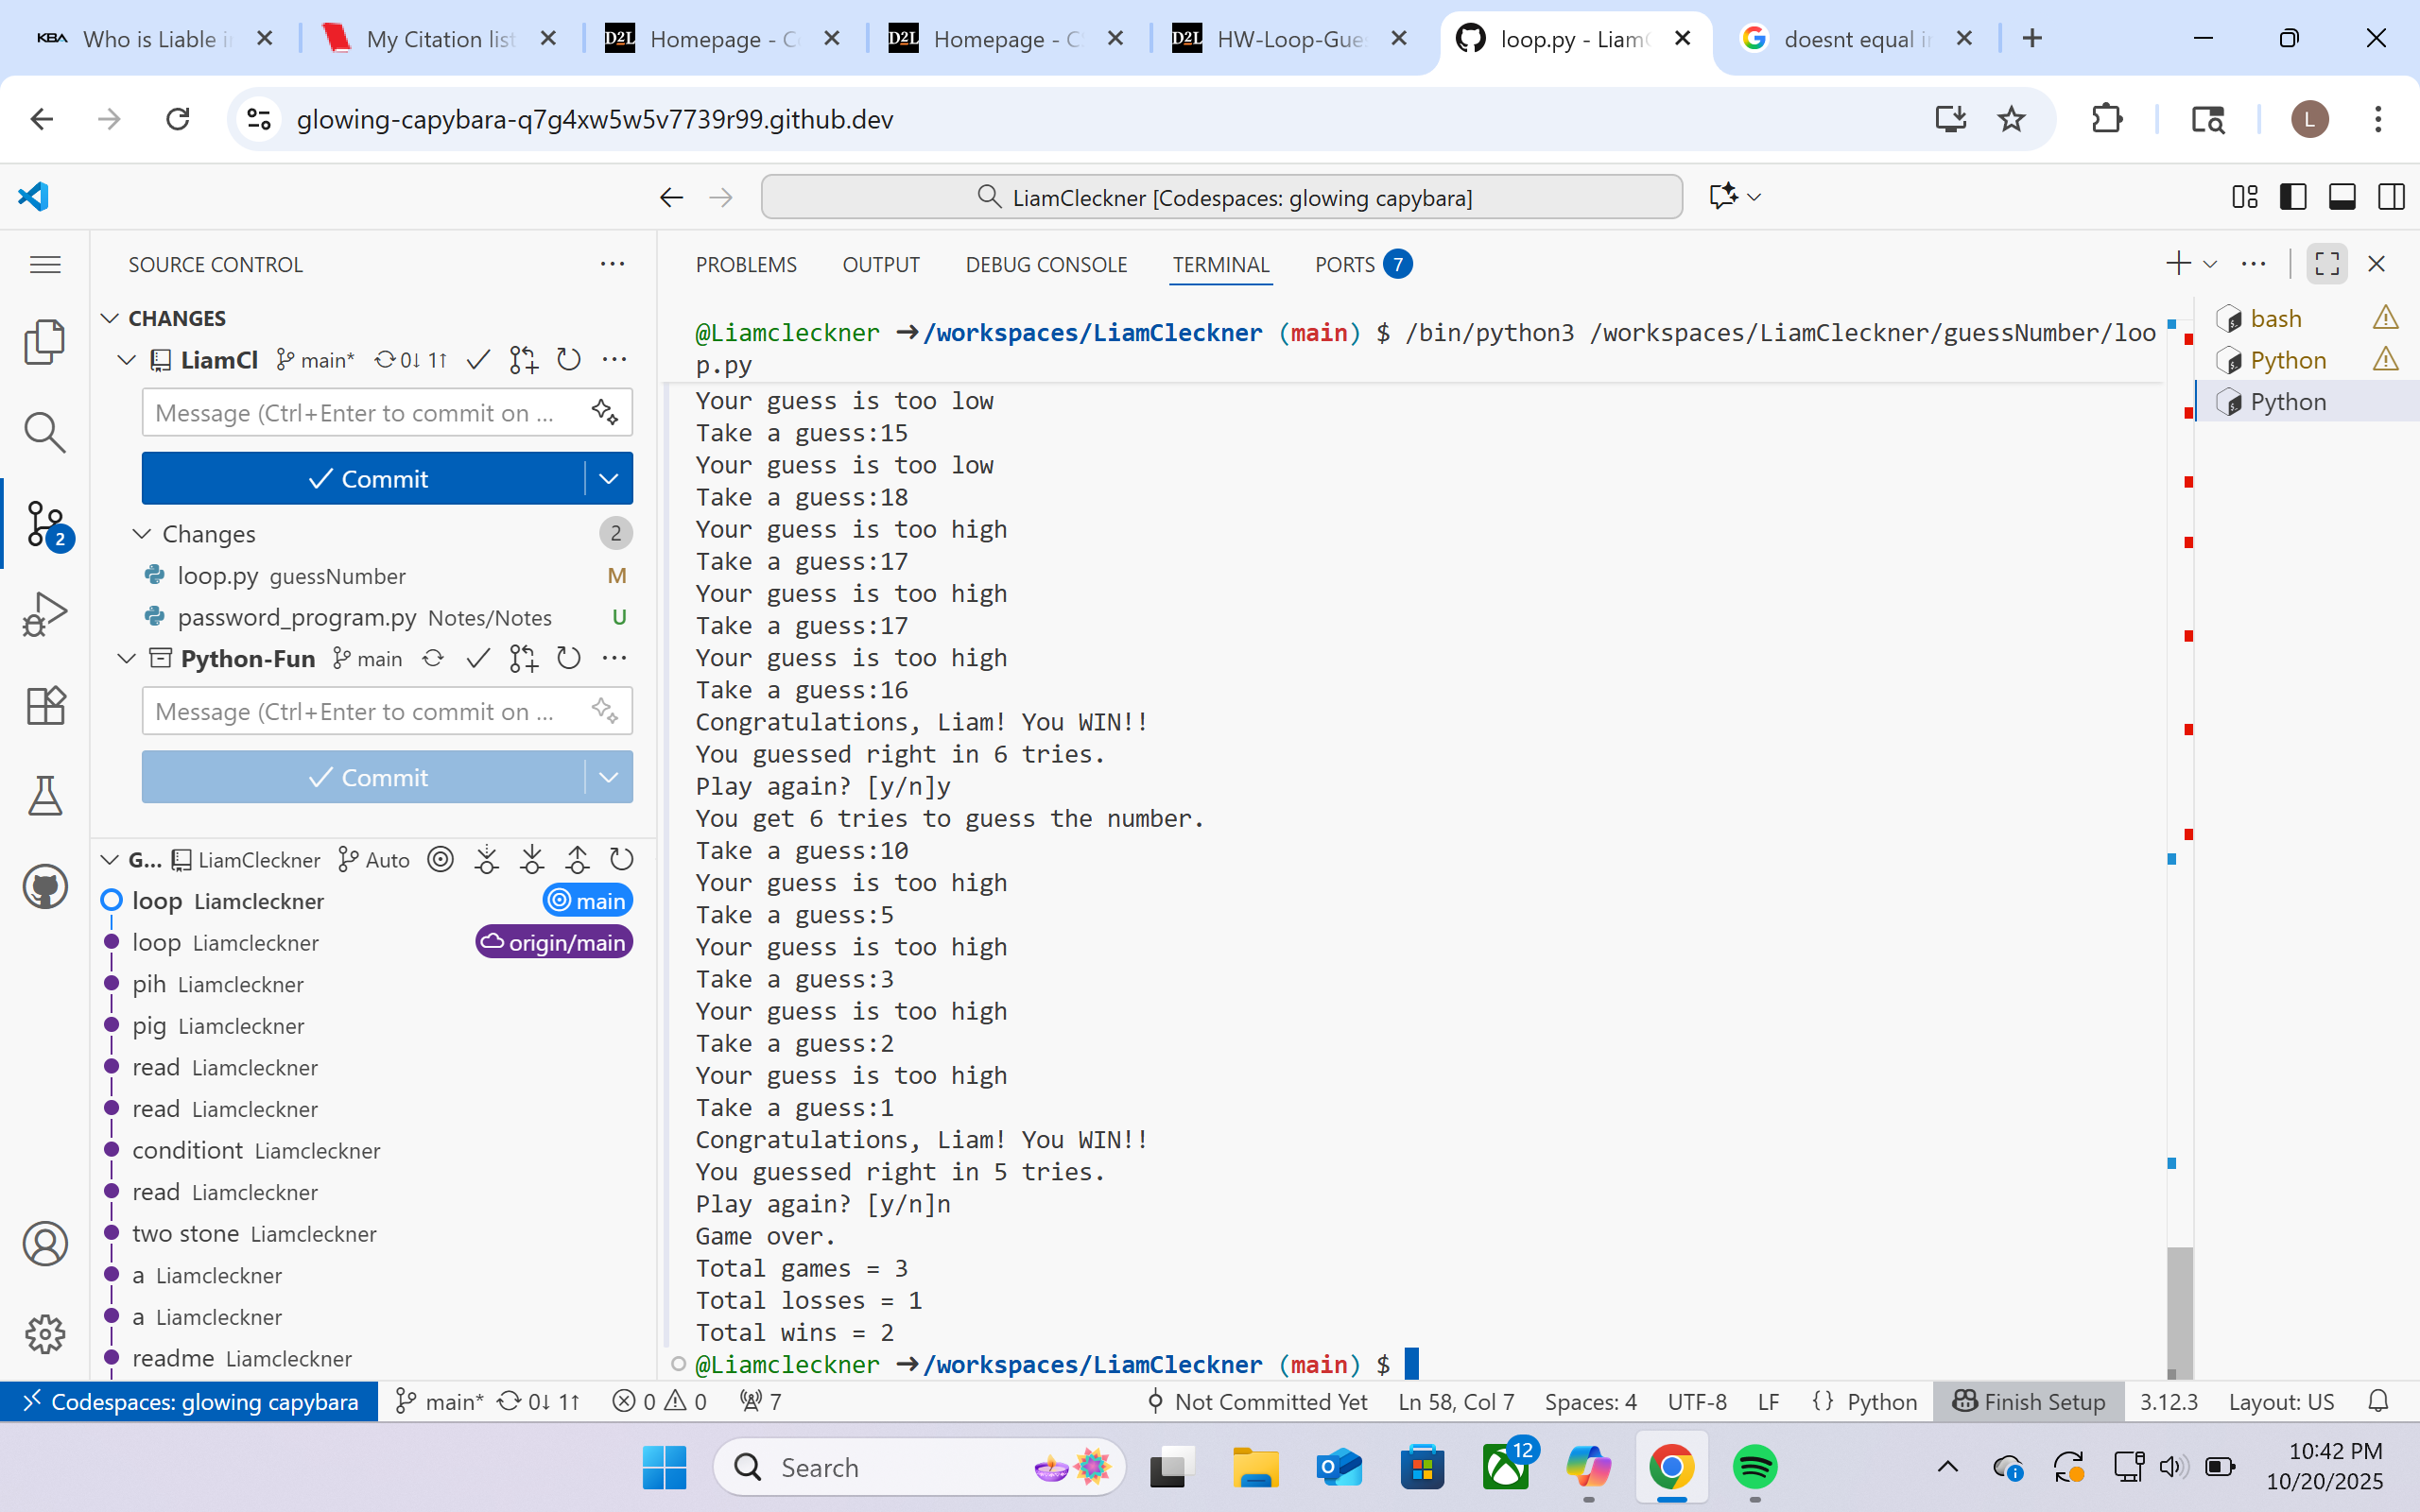 KBA Who is Liable i
My Citation list
D2L Homepage - C
D2L Homepage - C
D2L HW-Loop-Gue
loop.py - Liam
doesnt equal i
glowing-capybara-q7g4xw5w5v7739r99.github.dev
L
LiamCleckner [Codespaces: glowing capybara]
SOURCE CONTROL
CHANGES
LiamCl main* 0↓ 1↑
Message (Ctrl+Enter to commit on ...
Commit
Changes 2
loop.py guessNumber M
password_program.py Notes/Notes U
Python-Fun main
Message (Ctrl+Enter to commit on ...
Commit
2
G... LiamCleckner Auto
loop Liamcleckner main
loop Liamcleckner origin/main
pih Liamcleckner
pig Liamcleckner
read Liamcleckner
read Liamcleckner
conditiont Liamcleckner
read Liamcleckner
two stone Liamcleckner
a Liamcleckner
a Liamcleckner
readme Liamcleckner
PROBLEMS OUTPUT DEBUG CONSOLE TERMINAL PORTS 7
@Liamcleckner ➜/workspaces/LiamCleckner (main) $ /bin/python3 /workspaces/LiamCleckner/guessNumber/loo
p.py
Your guess is too low
Take a guess:15
Your guess is too low
Take a guess:18
Your guess is too high
Take a guess:17
Your guess is too high
Take a guess:17
Your guess is too high
Take a guess:16
Congratulations, Liam! You WIN!!
You guessed right in 6 tries.
Play again? [y/n]y
You get 6 tries to guess the number.
Take a guess:10
Your guess is too high
Take a guess:5
Your guess is too high
Take a guess:3
Your guess is too high
Take a guess:2
Your guess is too high
Take a guess:1
Congratulations, Liam! You WIN!!
You guessed right in 5 tries.
Play again? [y/n]n
Game over.
Total games = 3
Total losses = 1
Total wins = 2
@Liamcleckner ➜/workspaces/LiamCleckner (main) $
bash
Python
Python
Codespaces: glowing capybara main* 0↓ 1↑ 0 0 7 Not Committed Yet Ln 58, Col 7 Spaces: 4 UTF-8 LF {} Python Finish Setup 3.12.3 Layout: US
Search
12
10:42 PM
10/20/2025